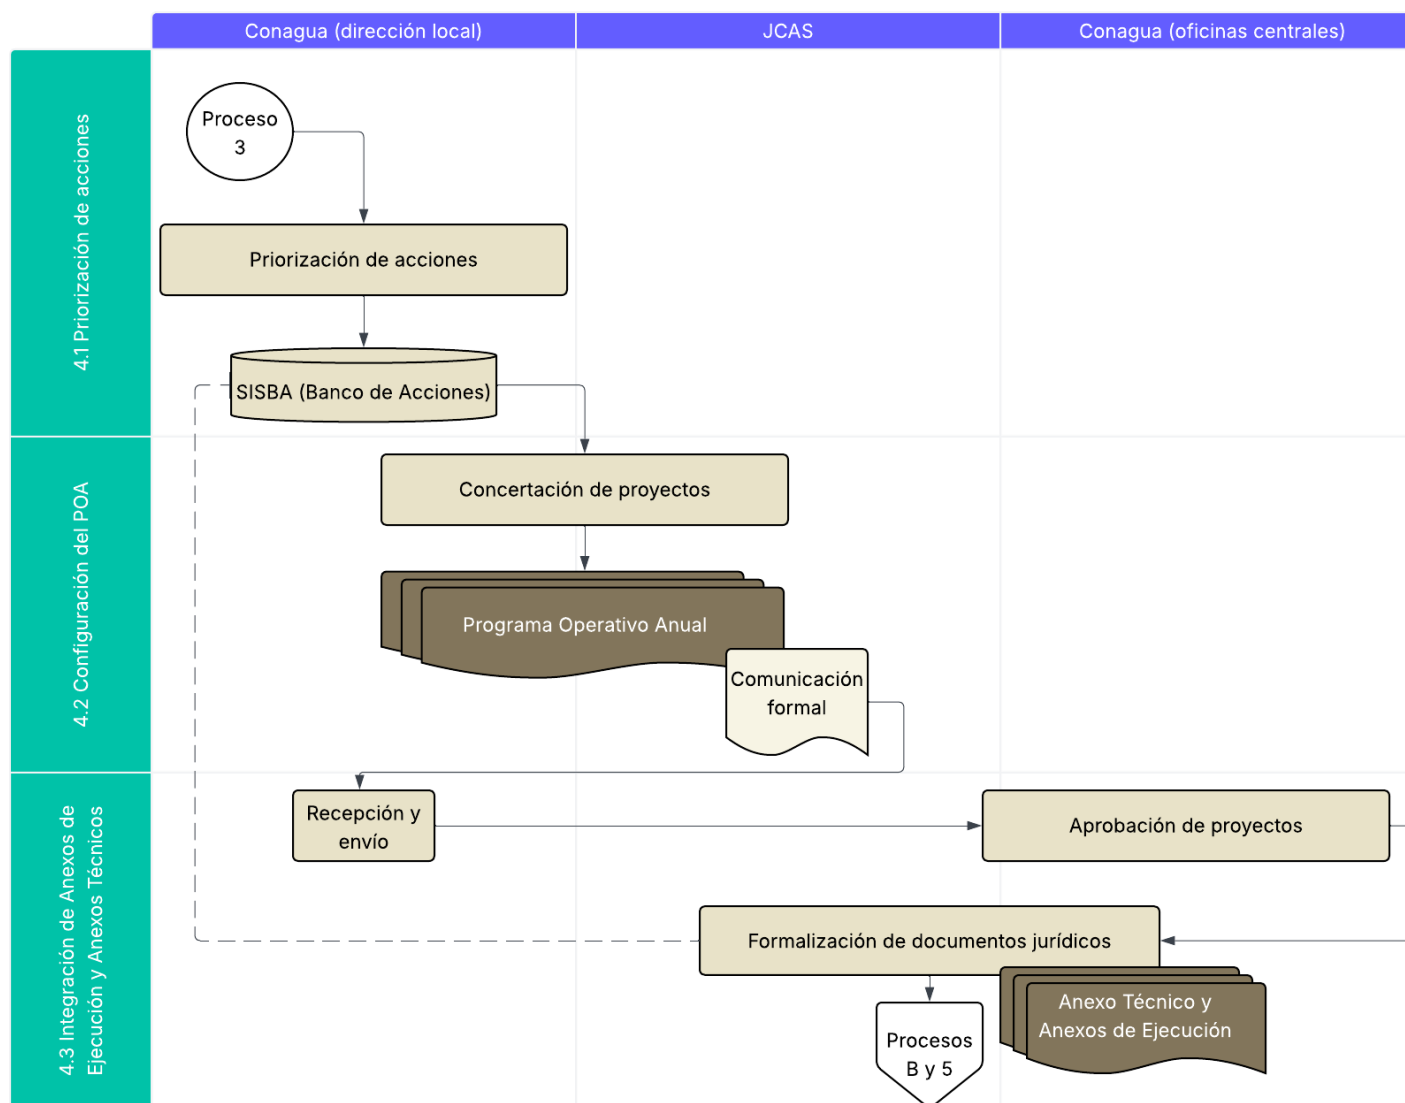 Conagua (dirección local)
JCAS
Conagua (oficinas centrales)
4.1 Priorización de acciones
Proceso
3
Priorización de acciones
SISBA (Banco de Acciones)
4.2 Configuración del POA
Concertación de proyectos
Programa Operativo Anual
Comunicación
formal
4.3 Integración de Anexos de
Ejecución y Anexos Técnicos
Recepción y
envío
Aprobación de proyectos
Formalización de documentos jurídicos
Anexo Técnico y
Anexos de Ejecución
Procesos
B y 5